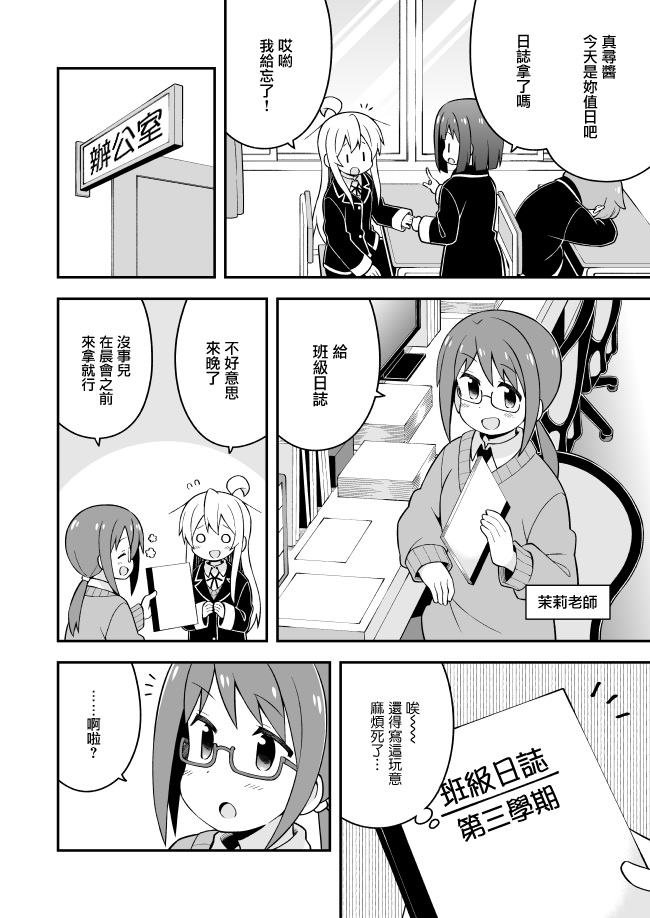 真尋醬
今天是妳值日吧
日誌拿了嗎
哎喲
我給忘了！
辦公室
給
班級日誌
茉莉老師
不好意思
來晚了
沒事兒
在晨會之前
來拿就行
班級日誌
第三學期
唉~~~
還得寫這玩意
麻煩死了…
……啊啦？